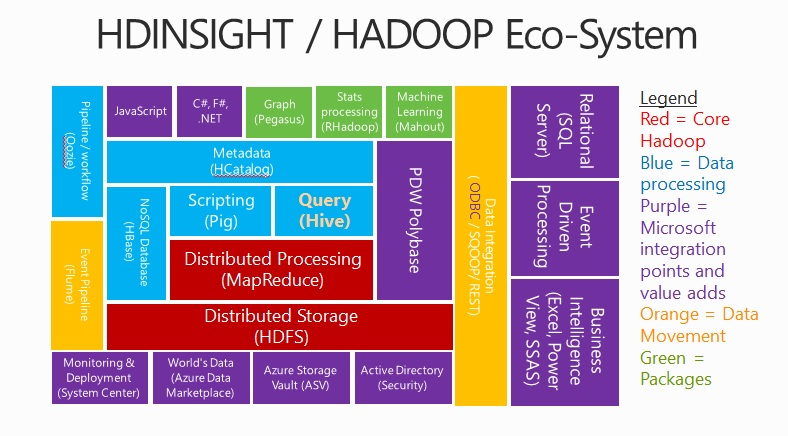 HDINSIGHT / HADOOP Eco-System
Pipeline / workflow
(Oozie)
JavaScript
C#, F#,
.NET
Graph
(Pegasus)
Stats
processing
(RHadoop)
Machine
Learning
(Mahout)
Metadata
(HCatalog)
NoSQL Database
(HBase)
Scripting
(Pig)
Query
(Hive)
PDW Polybase
Distributed Processing
(MapReduce)
Event Pipeline
(Flume)
Distributed Storage
(HDFS)
Monitoring &
Deployment
(System Center)
World's Data
(Azure Data
Marketplace)
Azure Storage
Vault (ASV)
Active Directory
(Security)
Data Integration
( ODBC / SQOOP/ REST)
Relational
(SQL
Server)
Event
Driven
Processing
Business
Intelligence
(Excel, Power
View, SSAS)
Legend
Red = Core
Hadoop
Blue = Data
processing
Purple =
Microsoft
integration
points and
value adds
Orange = Data
Movement
Green =
Packages